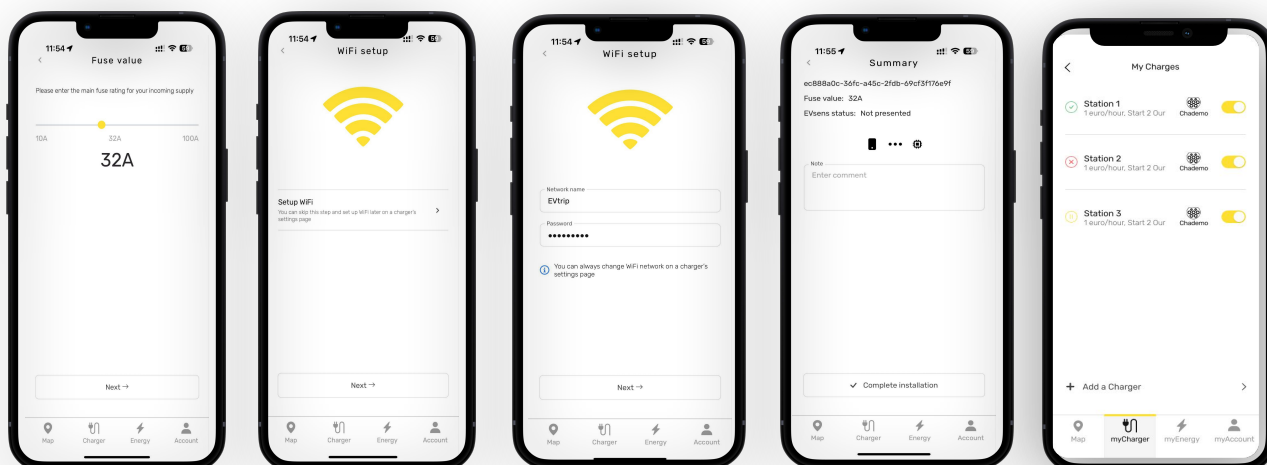 11:54
Fuse value
Please enter the main fuse rating for your incoming supply
10A 32A 100A
32A
Next →
Map Charger Energy Account
11:54
WiFi setup
Setup WiFi
You can skip this step and set up WiFi later on a charger's
settings page
Next →
Map Charger Energy Account
11:54
WiFi setup
Network name
EVtrip
Password
•••••••••
You can always change WiFi network on a charger's
settings page
Next →
Map Charger Energy Account
11:55
Summary
ec888a0c-36fc-a45c-2fdb-69cf3f176e9f
Fuse value: 32A
EVsens status: Not presented
Note
Enter comment
Complete installation
Map Charger Energy Account
My Charges
Station 1
1 euro/hour, Start 2 Our
Chademo
Station 2
1 euro/hour, Start 2 Our
Chademo
Station 3
1 euro/hour, Start 2 Our
Chademo
+ Add a Charger
Map myCharger myEnergy myAccount